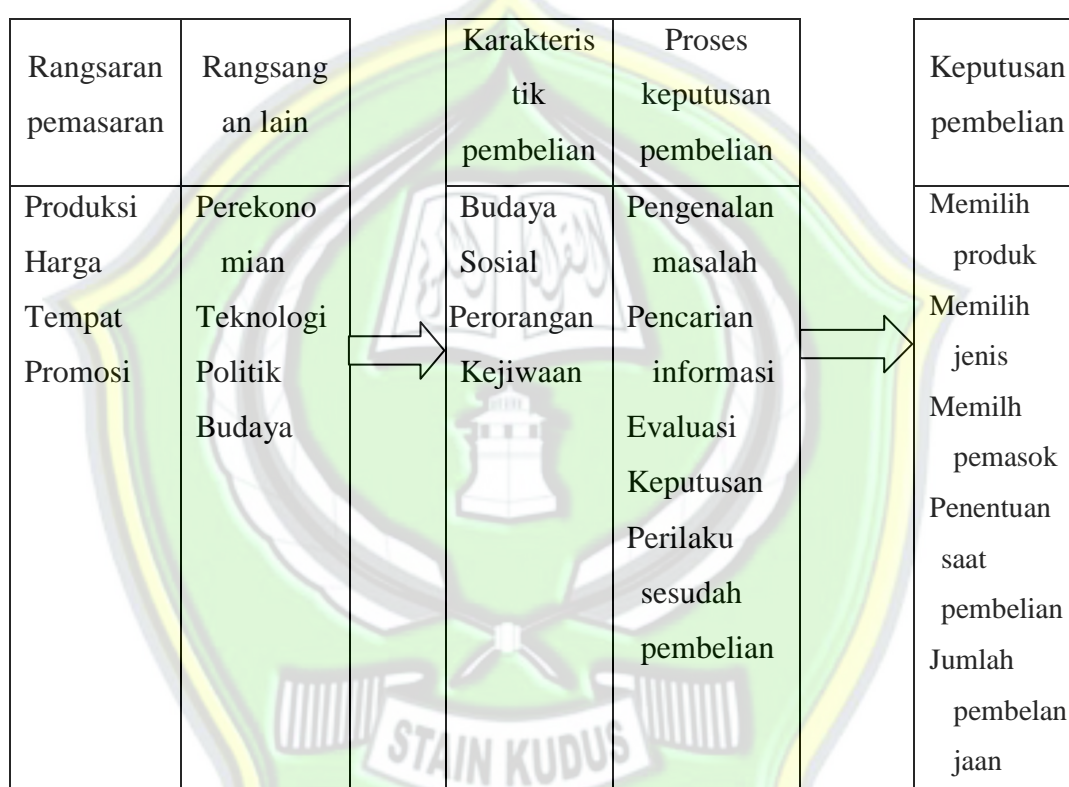 Rangsaran
pemasaran
Rangsang
an lain
Karakteris
tik
pembelian
Proses
keputusan
pembelian
Keputusan
pembelian
Produksi
Harga
Tempat
Promosi
Perekono
mian
Teknologi
Politik
Budaya
Budaya
Sosial
Perorangan
Kejiwaan
Pengenalan
masalah
Pencarian
informasi
Evaluasi
Keputusan
Perilaku
sesudah
pembelian
Memilih
produk
Memilih
jenis
Memilh
pemasok
Penentuan
saat
pembelian
Jumlah
pembelan
jaan
STAIN KUDUS